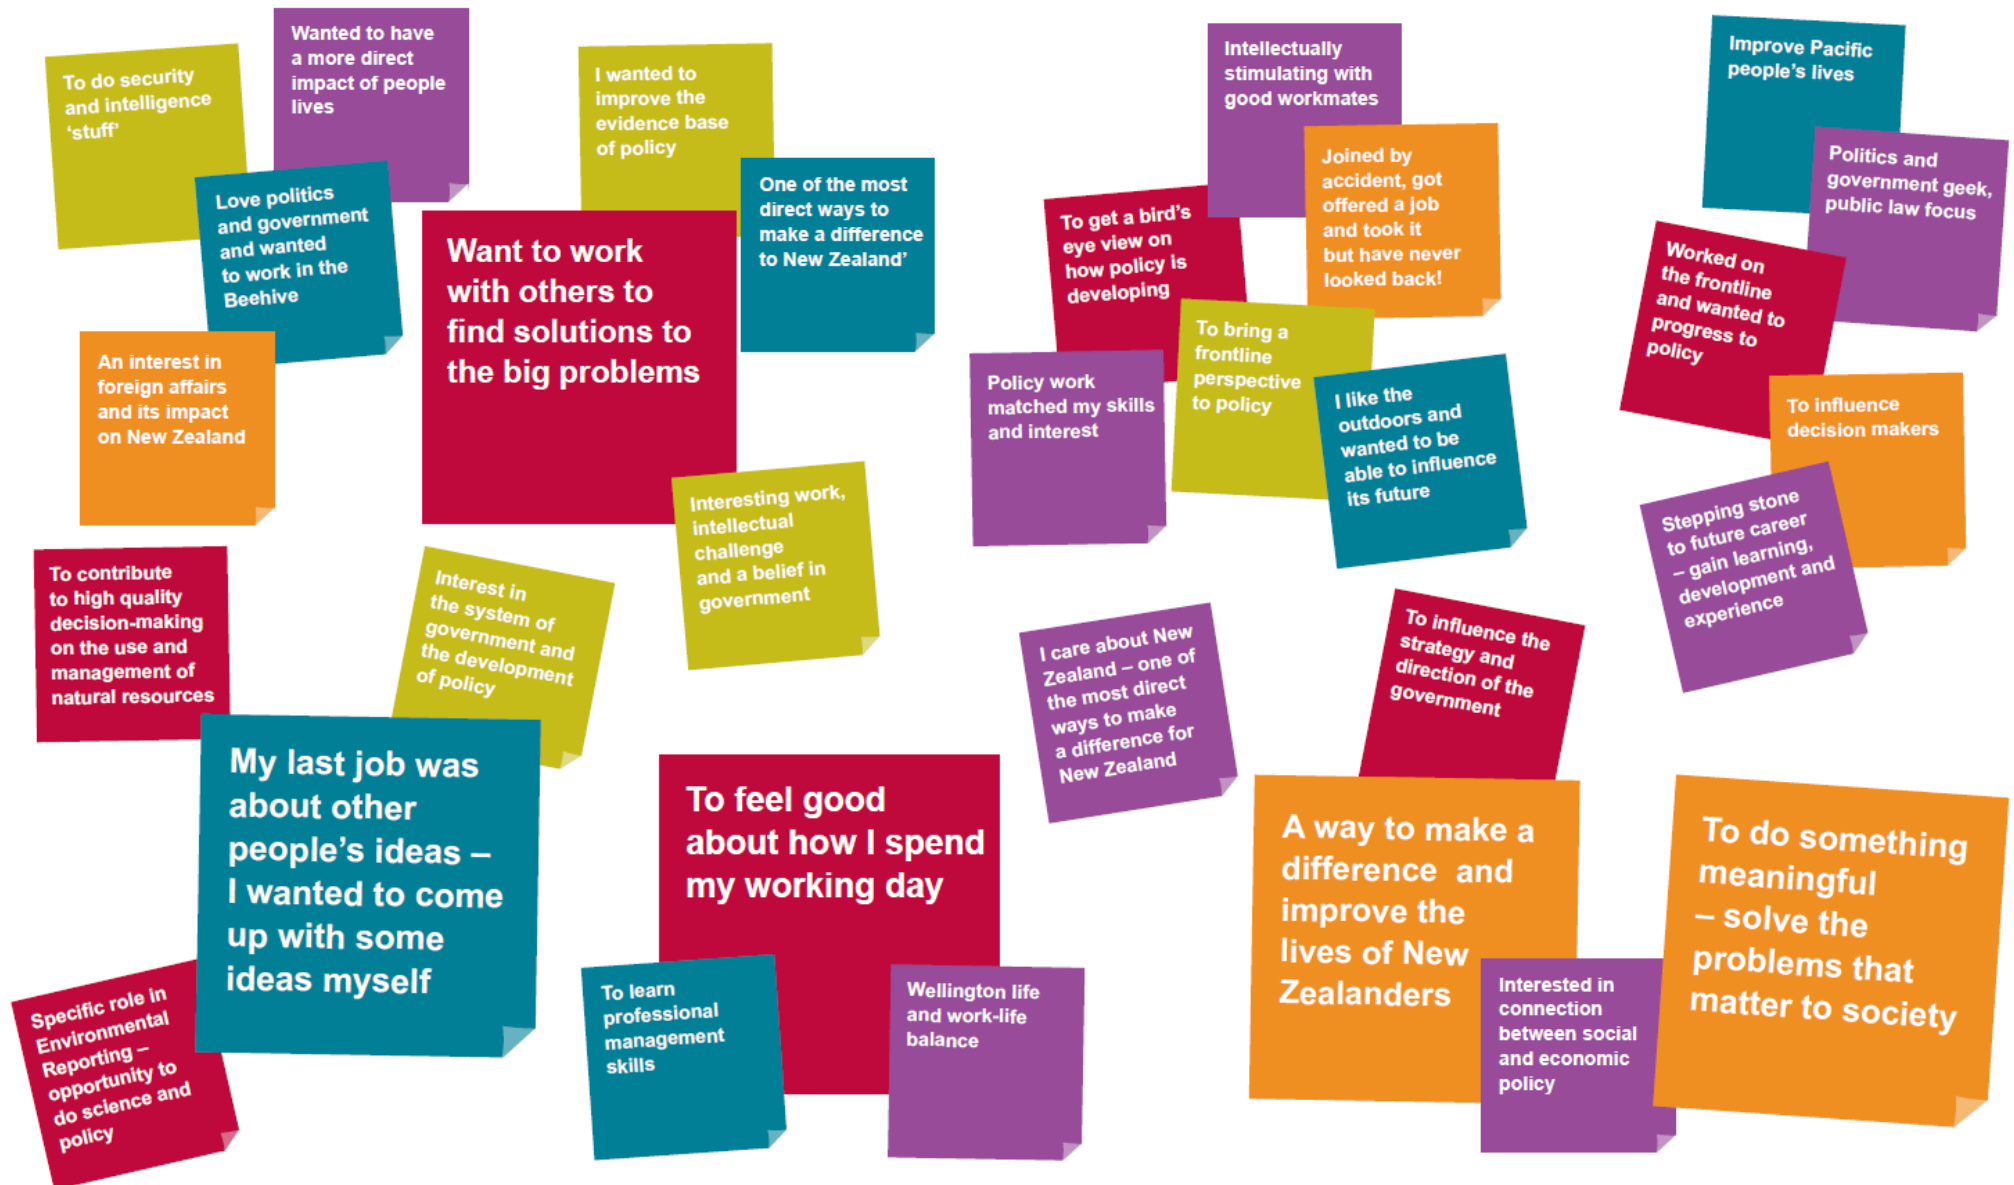 To do security
and intelligence
‘stuff’
Wanted to have
a more direct
impact of people
lives
Love politics
and government
and wanted
to work in the
Beehive
An interest in
foreign affairs
and its impact
on New Zealand
I wanted to
improve the
evidence base
of policy
One of the most
direct ways to
make a difference
to New Zealand’
Want to work
with others to
find solutions to
the big problems
Interesting work,
intellectual
challenge
and a belief in
government
Intellectually
stimulating with
good workmates
Joined by
accident, got
offered a job
and took it
but have never
looked back!
To get a bird’s
eye view on
how policy is
developing
To bring a
frontline
perspective
to policy
Policy work
matched my skills
and interest
I like the
outdoors and
wanted to be
able to influence
its future
Improve Pacific
people’s lives
Politics and
government geek,
public law focus
Worked on
the frontline
and wanted to
progress to
policy
To influence
decision makers
Stepping stone
to future career
– gain learning,
development and
experience
To contribute
to high quality
decision-making
on the use and
management of
natural resources
Interest in
the system of
government and
the development
of policy
My last job was
about other
people’s ideas –
I wanted to come
up with some
ideas myself
Specific role in
Environmental
Reporting –
opportunity to
do science and
policy
To feel good
about how I spend
my working day
To learn
professional
management
skills
Wellington life
and work-life
balance
I care about New
Zealand – one of
the most direct
ways to make
a difference for
New Zealand
To influence the
strategy and
direction of the
government
A way to make a
difference and
improve the
lives of New
Zealanders
Interested in
connection
between social
and economic
policy
To do something
meaningful
– solve the
problems that
matter to society